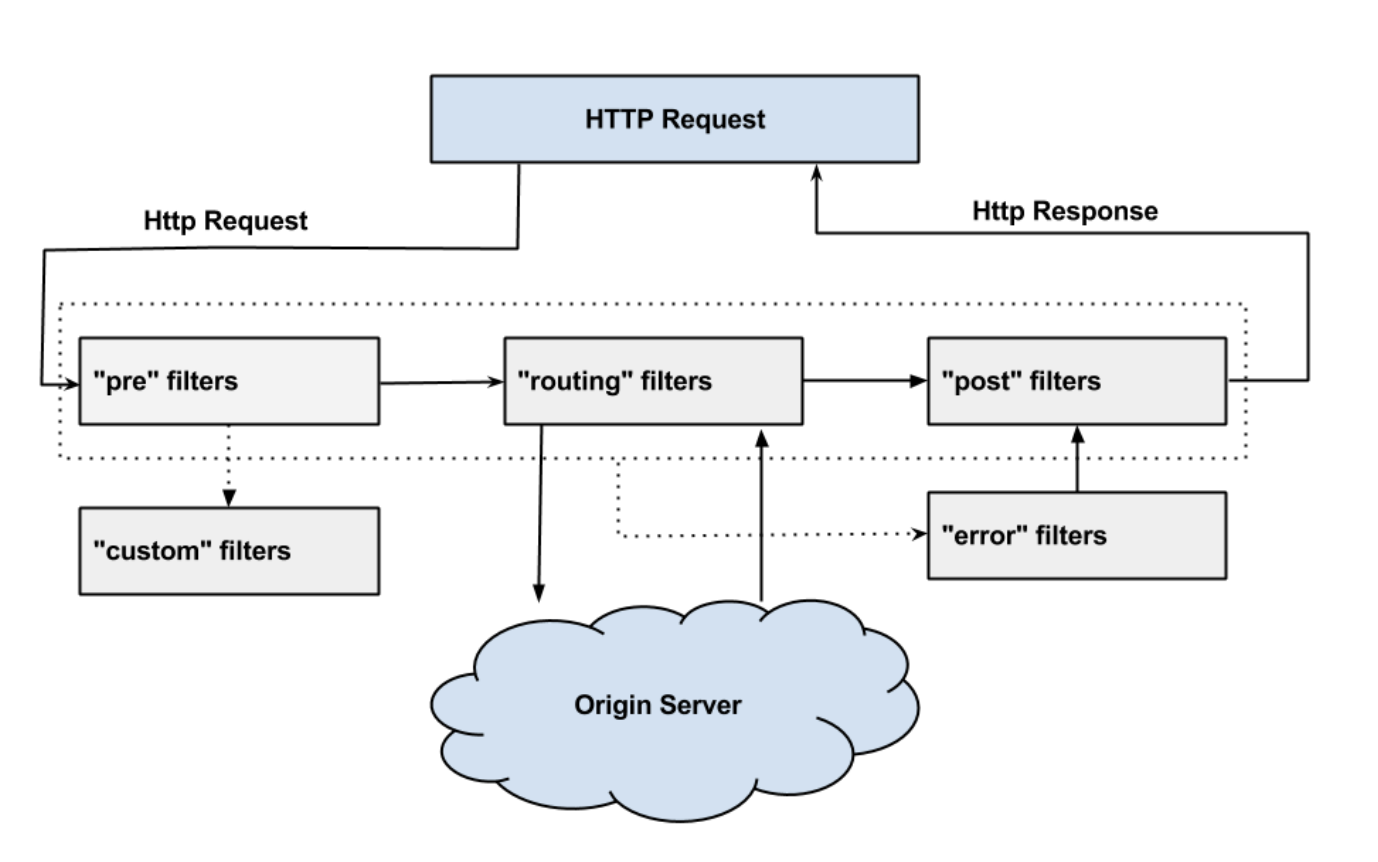 HTTP Request
Http Request
Http Response
"pre" filters
"routing" filters
"post" filters
"custom" filters
"error" filters
Origin Server